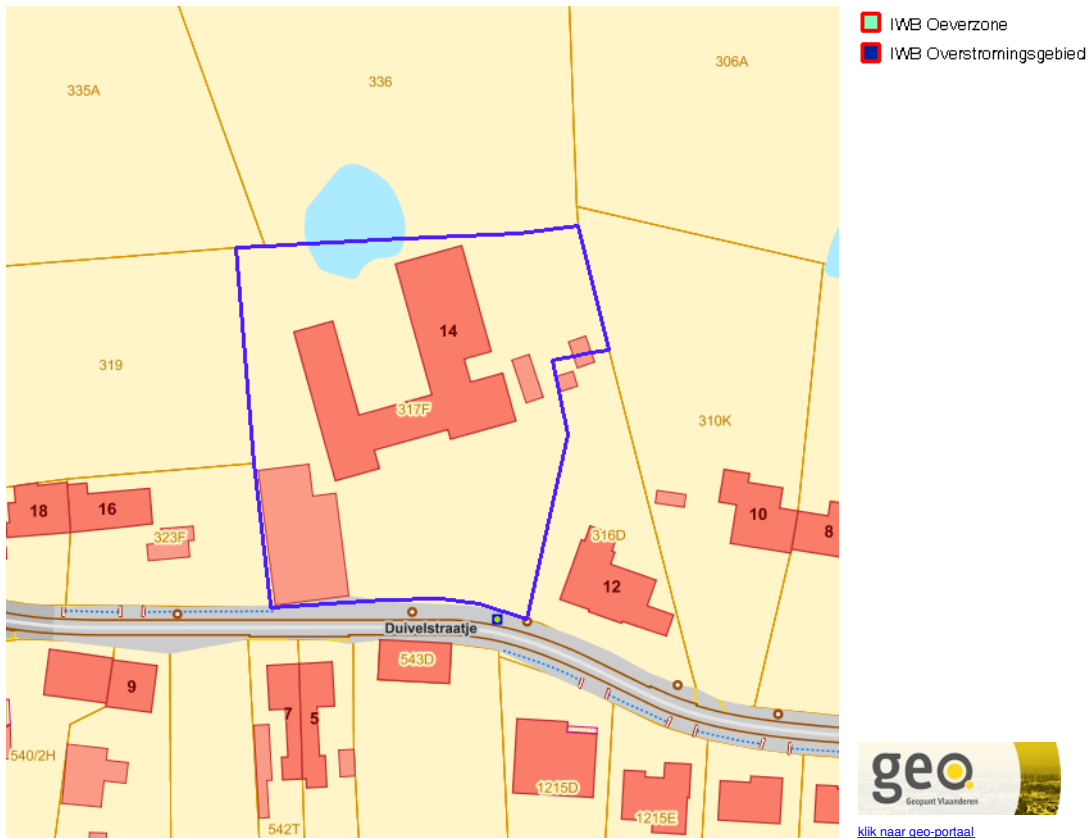 IWB Oeverzone
IWB Overstromingsgebied
335A
336
306A
319
14
317F
310K
18
16
323F
316D
10
8
12
Duivelstraatje
543D
9
7
5
540/2H
1215D
1215E
542T
geo
Geopunt Vlaanderen
klik naar geo-portaal